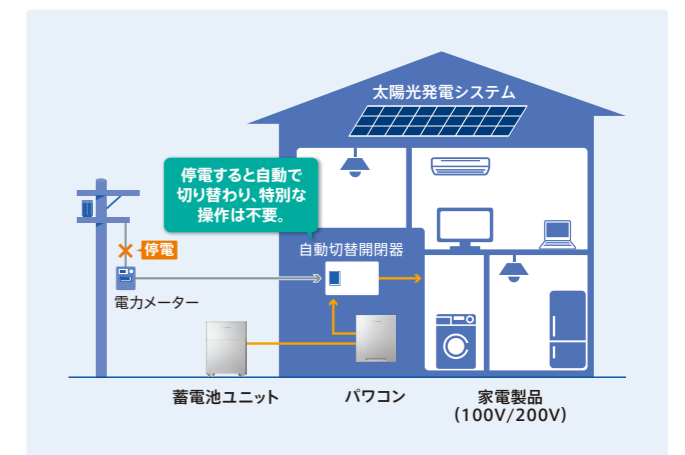 太陽光発電システム
停電すると自動で
切り替わり、特別な
操作は不要。
停電
自動切替開閉器
電力メーター
蓄電池ユニット
パワコン
家電製品
(100V/200V)